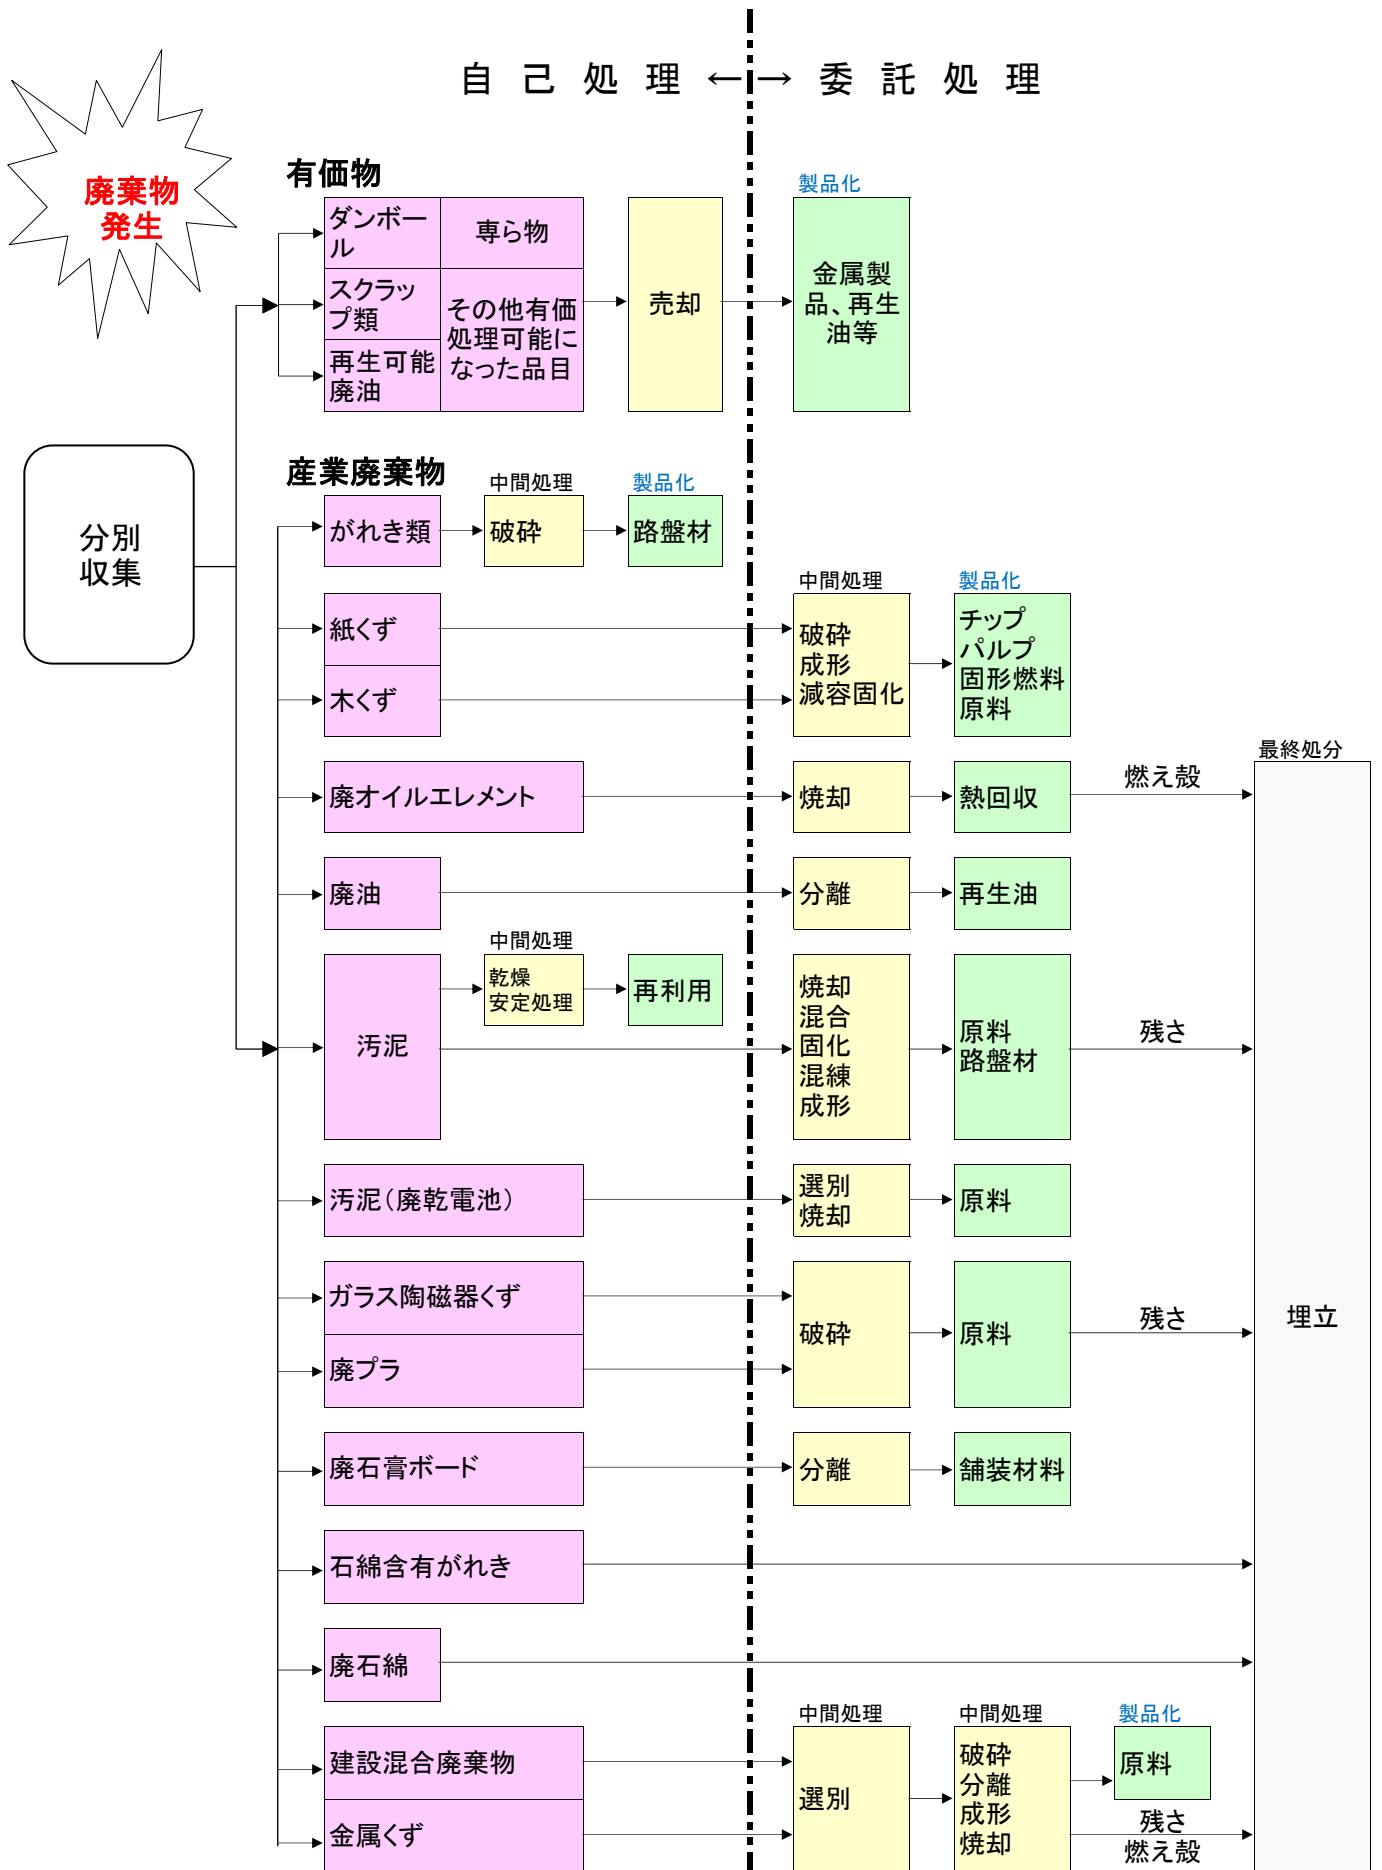 自己処理←→委託処理
廃棄物
発生
有価物
製品化
ダンボー
ル
専ら物
スクラッ
プ類
再生可能
廃油
その他有価
処理可能に
なった品目
売却
金属製
品、再生
油等
分別
収集
産業廃棄物
中間処理
製品化
がれき類
破砕
路盤材
中間処理
製品化
紙くず
木くず
破砕
成形
減容固化
チップ
パルプ
固形燃料
原料
最終処分
廃オイルエレメント
焼却
熱回収
燃え殻
廃油
分離
再生油
中間処理
汚泥
乾燥
安定処理
再利用
焼却
混合
固化
混練
成形
原料
路盤材
残さ
汚泥（廃乾電池）
選別
焼却
原料
ガラス陶磁器くず
廃プラ
破砕
原料
残さ
埋立
廃石膏ボード
分離
舗装材料
石綿含有がれき
廃石綿
中間処理
中間処理
製品化
建設混合廃棄物
金属くず
選別
破砕
分離
成形
焼却
原料
残さ
燃え殻